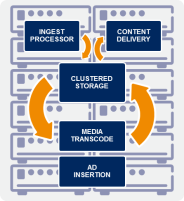 INGEST
PROCESSOR
CONTENT
DELIVERY
CLUSTERED
STORAGE
MEDIA
TRANSCODE
AD
INSERTION